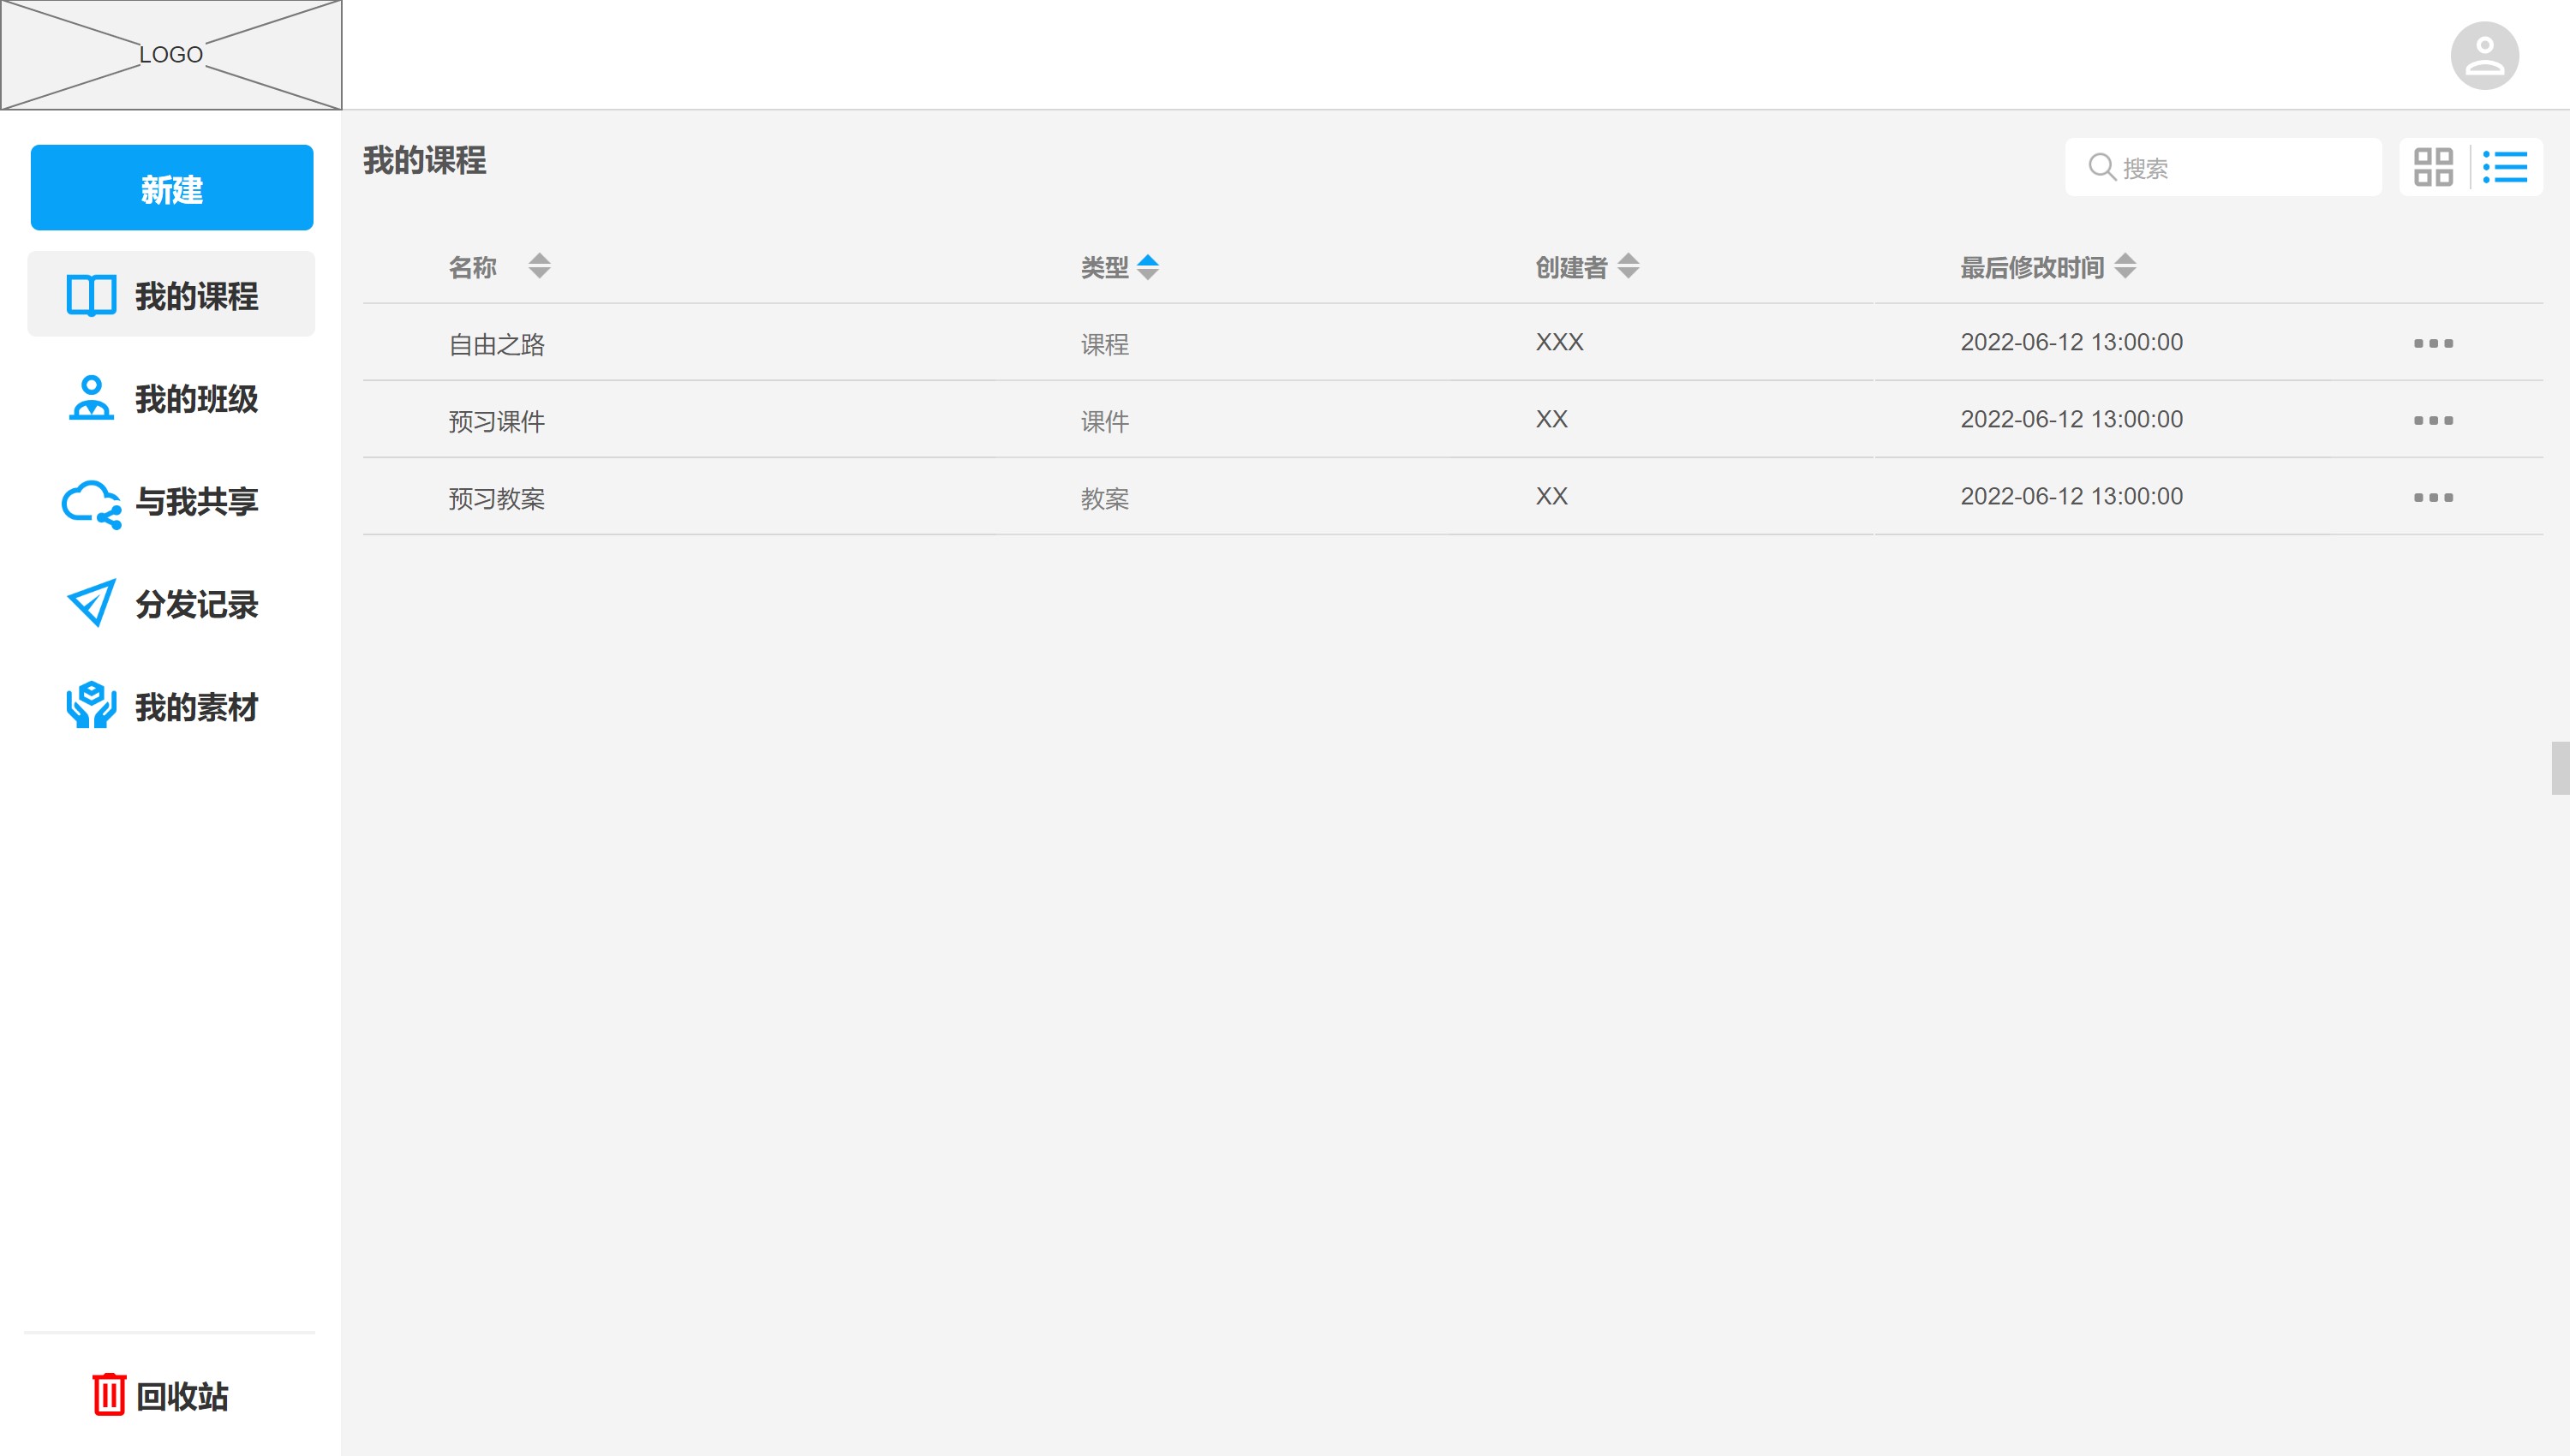 LOGO
新建
我的课程
我的班级
与我共享
分发记录
我的素材
回收站
我的课程
搜索
名称 类型 创建者 最后修改时间
自由之路 课程 XXX 2022-06-12 13:00:00
预习课件 课件 XX 2022-06-12 13:00:00
预习教案 教案 XX 2022-06-12 13:00:00